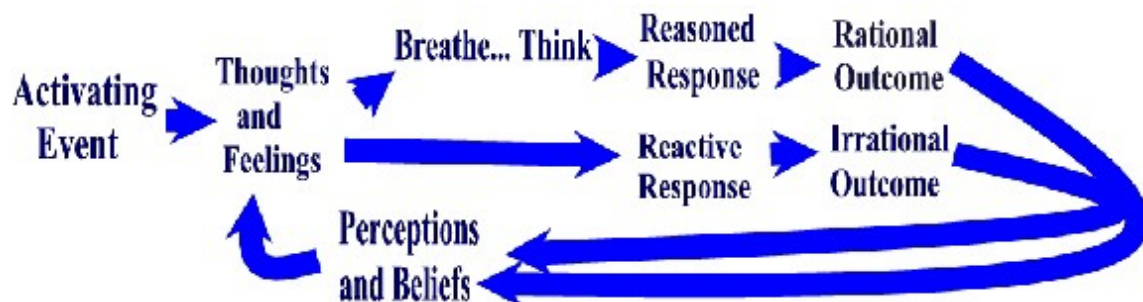 Activating
Event
Thoughts
and
Feelings
Breathe... Think
Reasoned
Response
Rational
Outcome
Reactive
Response
Irrational
Outcome
Perceptions
and Beliefs